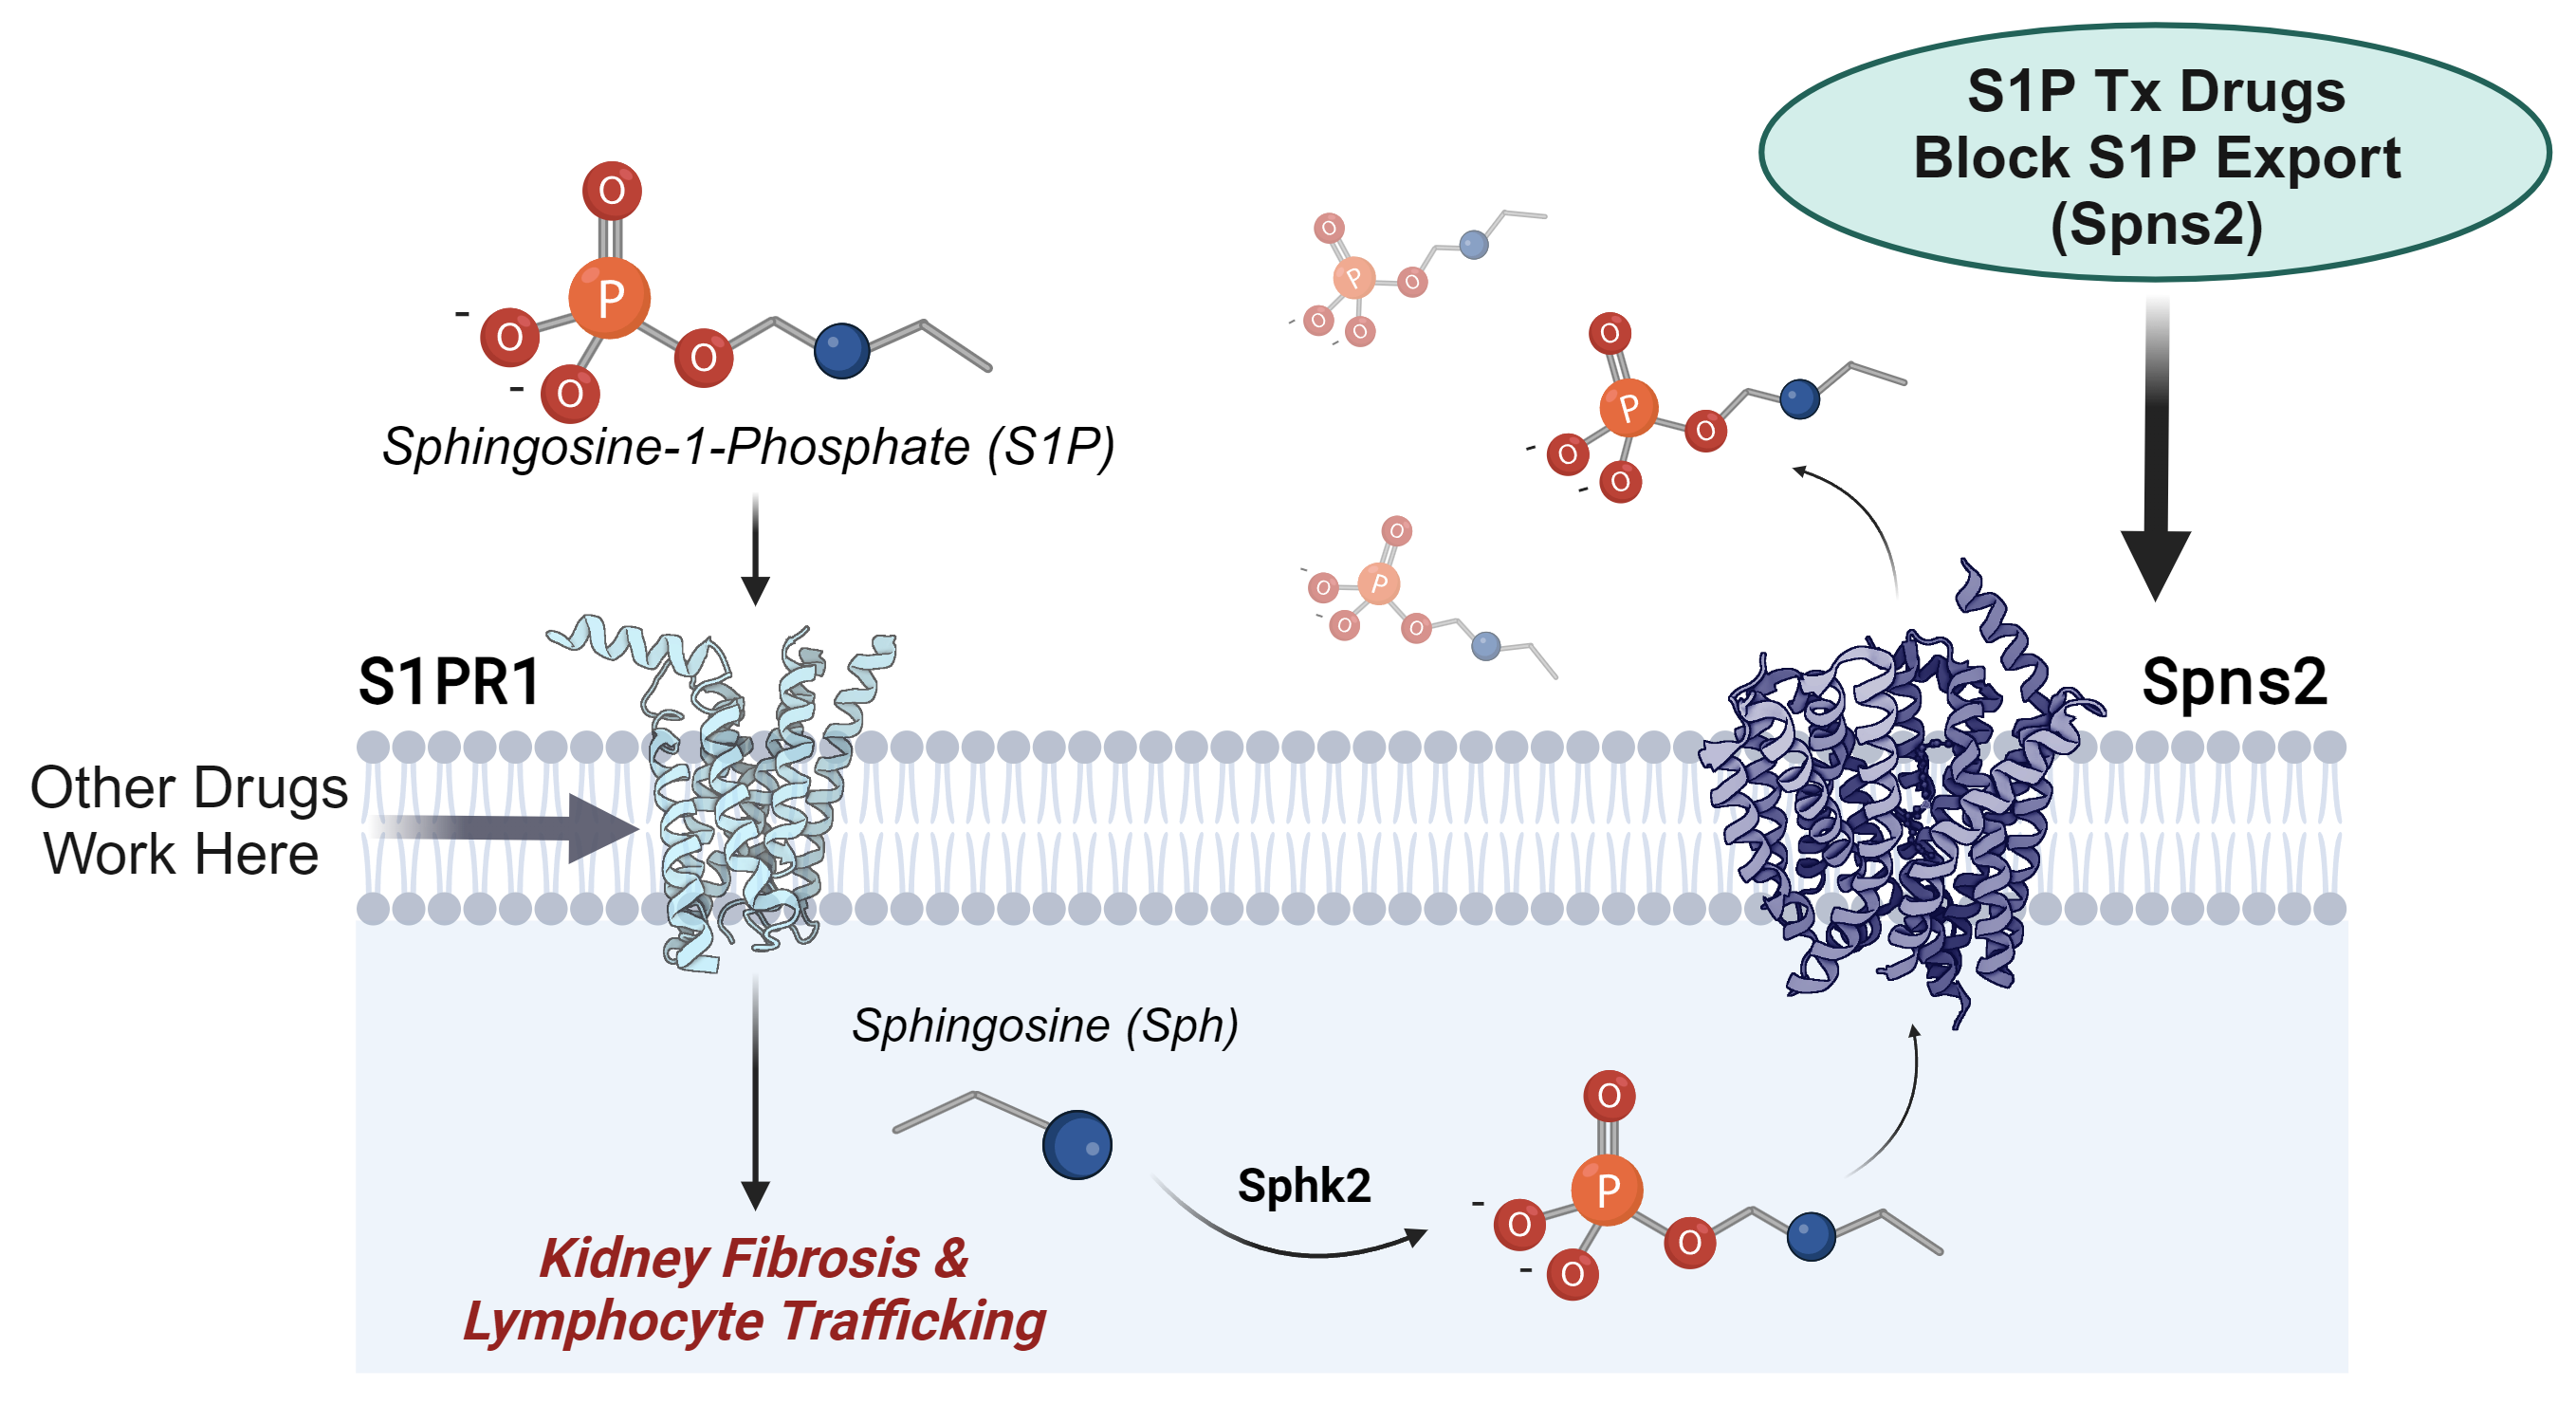 S1P Tx Drugs
Block S1P Export
(Spns2)
O
P
O
O
O
-
-
Sphingosine-1-Phosphate (S1P)
O
P
O
O
O
-
-
O
P
O
O
O
-
-
O
P
O
O
O
-
-
S1PR1
Spns2
Other Drugs
Work Here
Sphingosine (Sph)
Sphk2
O
P
O
O
O
-
-
Kidney Fibrosis &
Lymphocyte Trafficking